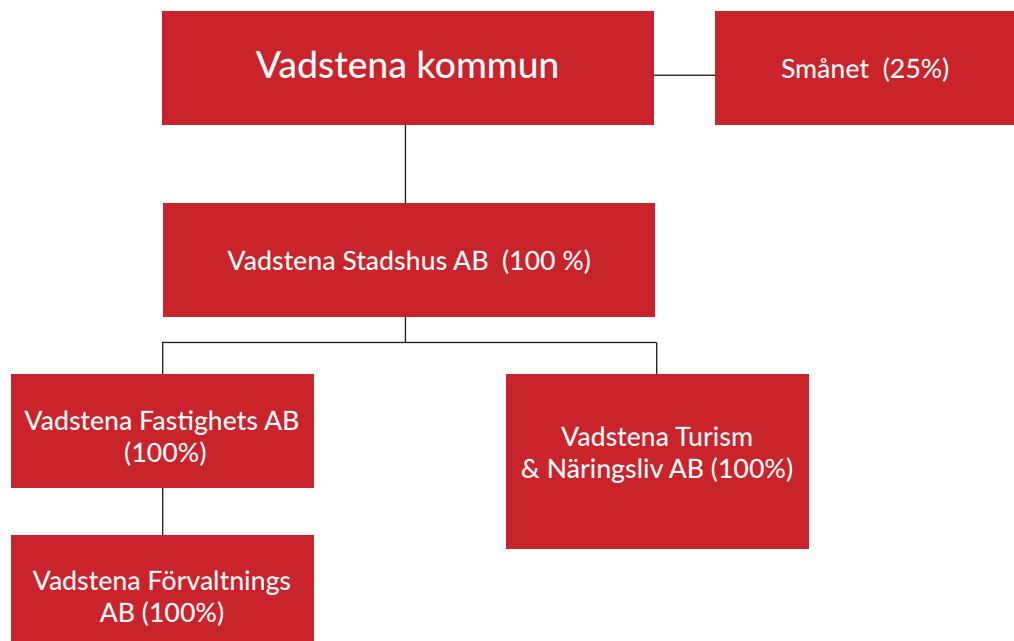 Vadstena kommun
Smånet (25%)
Vadstena Stadshus AB (100 %)
Vadstena Fastighets AB
(100%)
Vadstena Turism
& Näringsliv AB (100%)
Vadstena Förvaltnings
AB (100%)